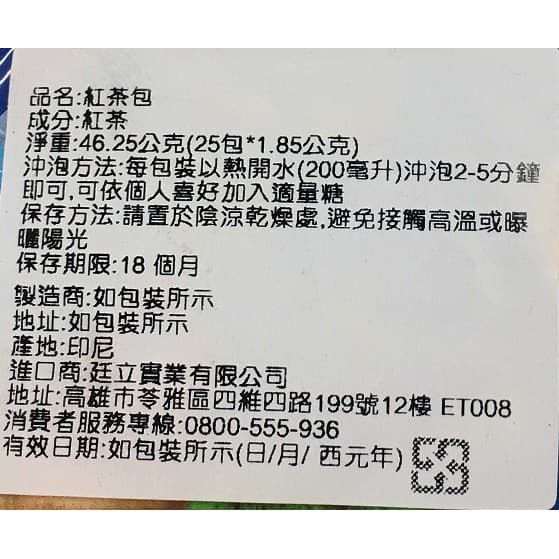 品名:紅茶包
成分:紅茶
淨重:46.25公克(25包*1.85公克)
沖泡方法:每包裝以熱開水(200毫升)沖泡2-5分鐘
即可,可依個人喜好加入適量糖
保存方法:請置於陰涼乾燥處,避免接觸高溫或曝
曬陽光
保存期限:18 個月
製造商:如包裝所示
地址:如包裝所示
產地:印尼
進口商:廷立實業有限公司
地址:高雄市苓雅區四維四路199號12樓 ET008
消費者服務專線:0800-555-936
有效日期:如包裝所示(日/月/ 西元年)